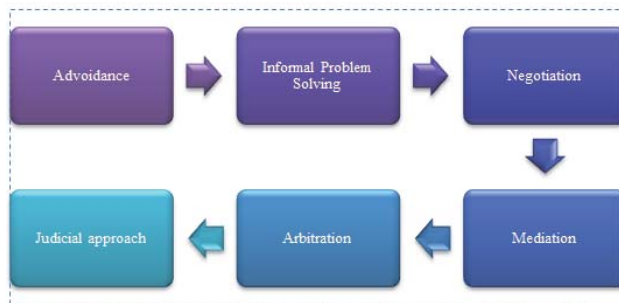 Advoidance
Informal Problem
Solving
Negotiation
Mediation
Arbitration
Judicial approach